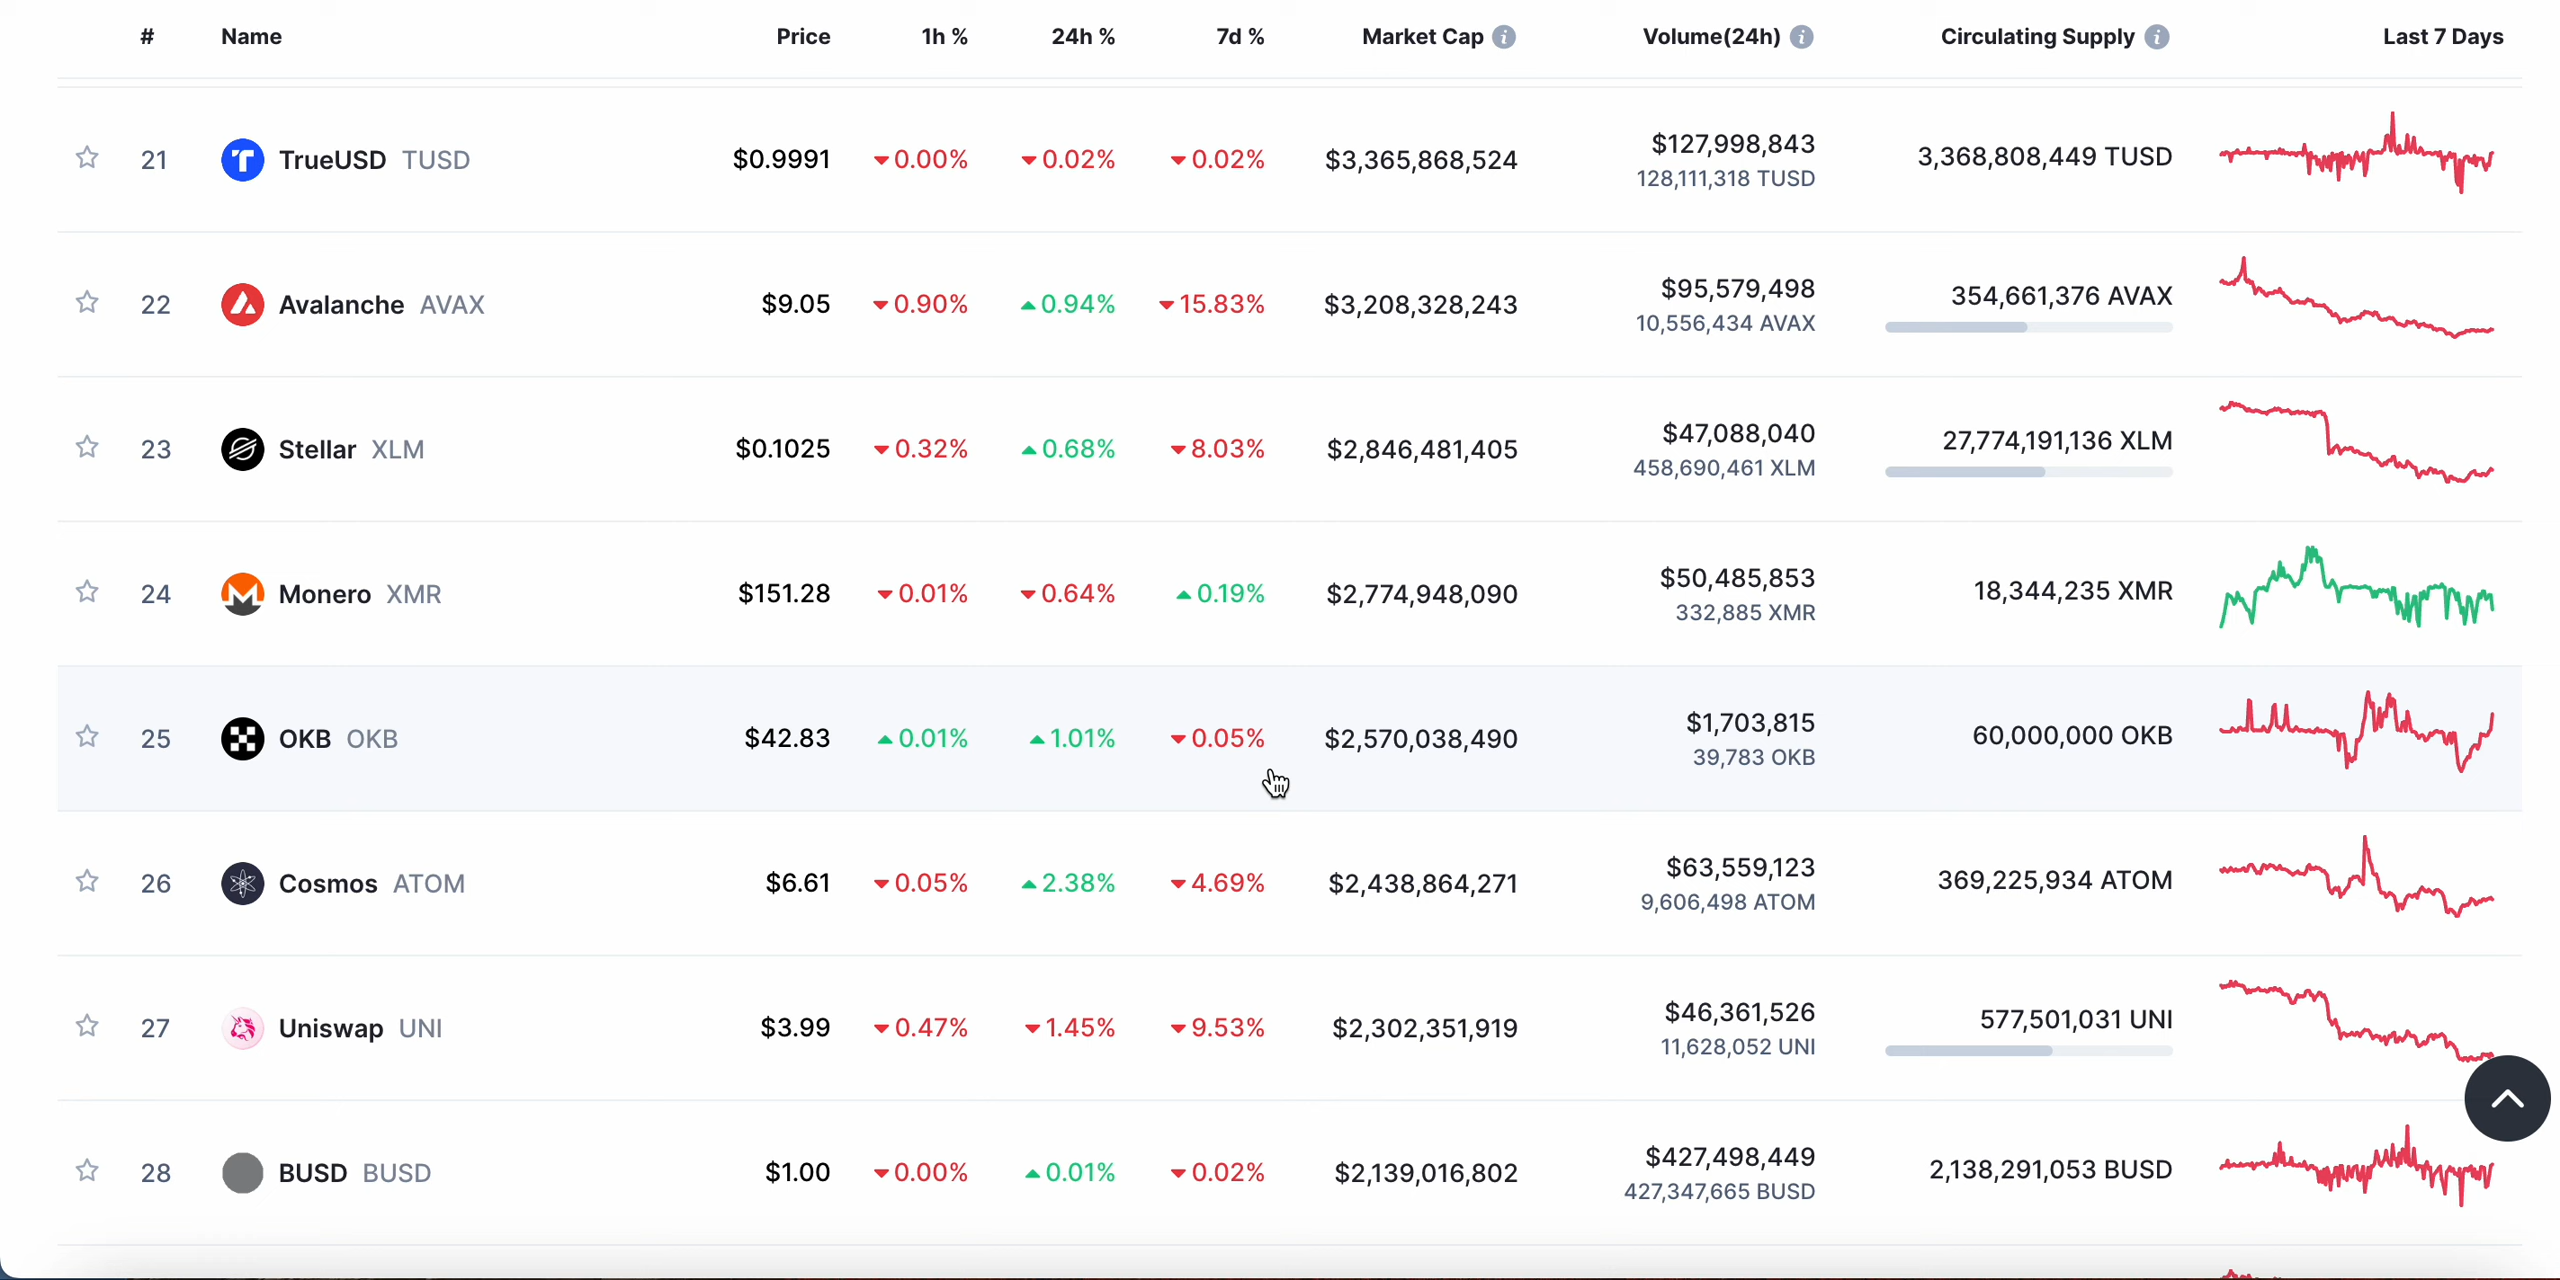 # Name Price 1h % 24h % 7d % Market Cap Volume(24h) Circulating Supply Last 7 Days
21 TrueUSD TUSD $0.9991 0.00% 0.02% 0.02% $3,365,868,524 $127,998,843 3,368,808,449 TUSD
128,111,318 TUSD
22 Avalanche AVAX $9.05 0.90% 0.94% 15.83% $3,208,328,243 $95,579,498 354,661,376 AVAX
10,556,434 AVAX
23 Stellar XLM $0.1025 0.32% 0.68% 8.03% $2,846,481,405 $47,088,040 27,774,191,136 XLM
458,690,461 XLM
24 Monero XMR $151.28 0.01% 0.64% 0.19% $2,774,948,090 $50,485,853 18,344,235 XMR
332,885 XMR
25 OKB OKB $42.83 0.01% 1.01% 0.05% $2,570,038,490 $1,703,815 60,000,000 OKB
39,783 OKB
26 Cosmos ATOM $6.61 0.05% 2.38% 4.69% $2,438,864,271 $63,559,123 369,225,934 ATOM
9,606,498 ATOM
27 Uniswap UNI $3.99 0.47% 1.45% 9.53% $2,302,351,919 $46,361,526 577,501,031 UNI
11,628,052 UNI
28 BUSD BUSD $1.00 0.00% 0.01% 0.02% $2,139,016,802 $427,498,449 2,138,291,053 BUSD
427,347,665 BUSD